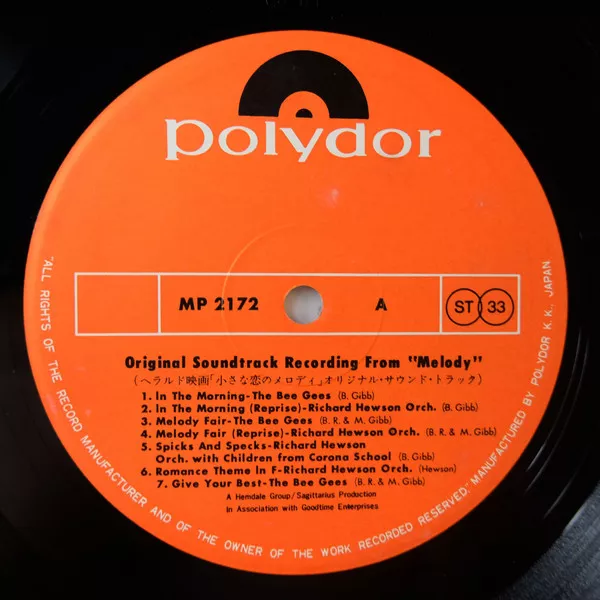 Polydor
MP 2172 A ST 33
Original Soundtrack Recording From "Melody"
(ヘラルド映画「小さな恋のメロディ」オリジナル・サウンド・トラック)
1. In The Morning-The Bee Gees (B. Gibb)
2. In The Morning (Reprise)-Richard Hewson Orch. (B. Gibb)
3. Melody Fair-The Bee Gees (B. R. & M. Gibb)
4. Melody Fair (Reprise)-Richard Hewson Orch. (B. R. & M. Gibb)
5. Spicks And Specks-Richard Hewson
Orch. with Children from Corona School (B. Gibb)
6. Romance Theme In F-Richard Hewson Orch. (Hewson)
7. Give Your Best-The Bee Gees (B. R. & M. Gibb)
A Hemdale Group/Sagittarius Production
In Association with Goodtime Enterprises
"ALL RIGHTS OF THE RECORD MANUFACTURER AND OF THE OWNER OF THE WORK RECORDED RESERVED." MANUFACTURED BY POLYDOR K.K., JAPAN